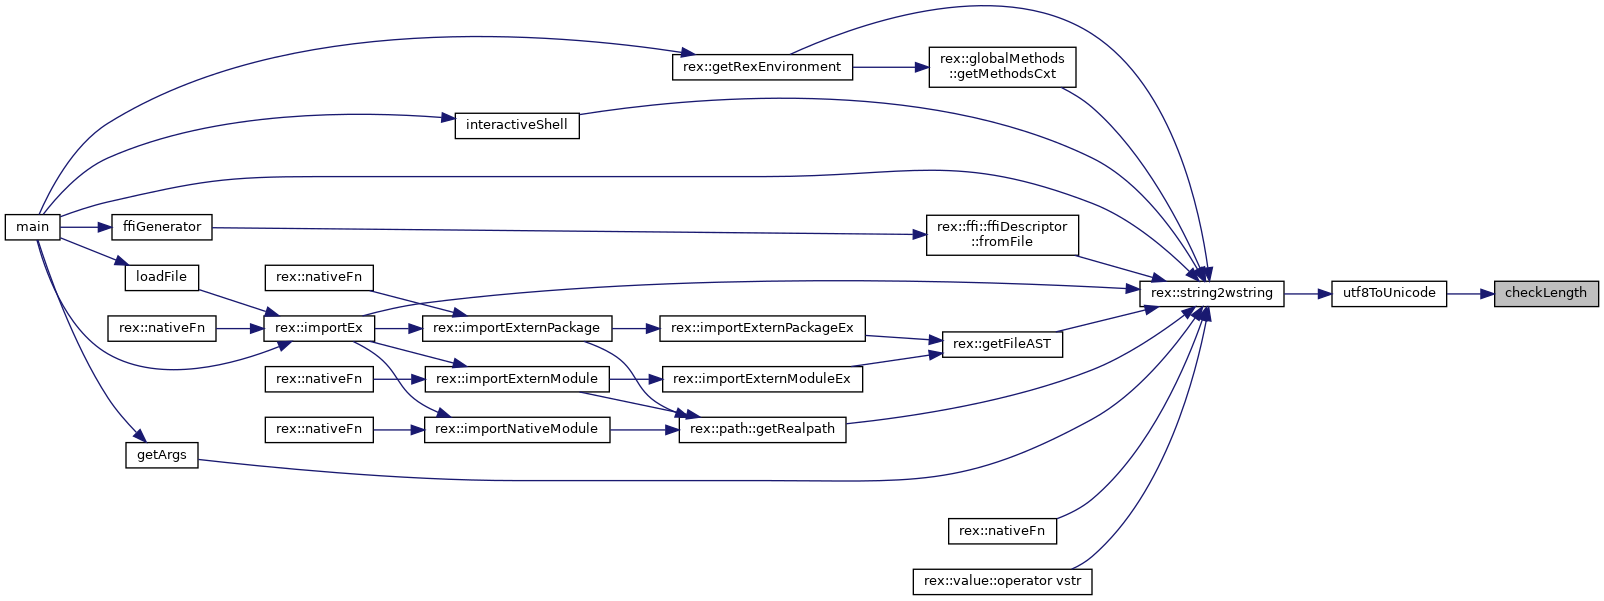 rex::getRexEnvironment
rex::globalMethods
::getMethodsCxt
interactiveShell
main
ffiGenerator
rex::ffi::ffiDescriptor
::fromFile
loadFile
rex::nativeFn
rex::string2wstring
utf8ToUnicode
checkLength
rex::nativeFn
rex::importEx
rex::importExternPackage
rex::importExternPackageEx
rex::getFileAST
rex::nativeFn
rex::importExternModule
rex::importExternModuleEx
rex::nativeFn
rex::importNativeModule
rex::path::getRealpath
getArgs
rex::nativeFn
rex::value::operator vstr